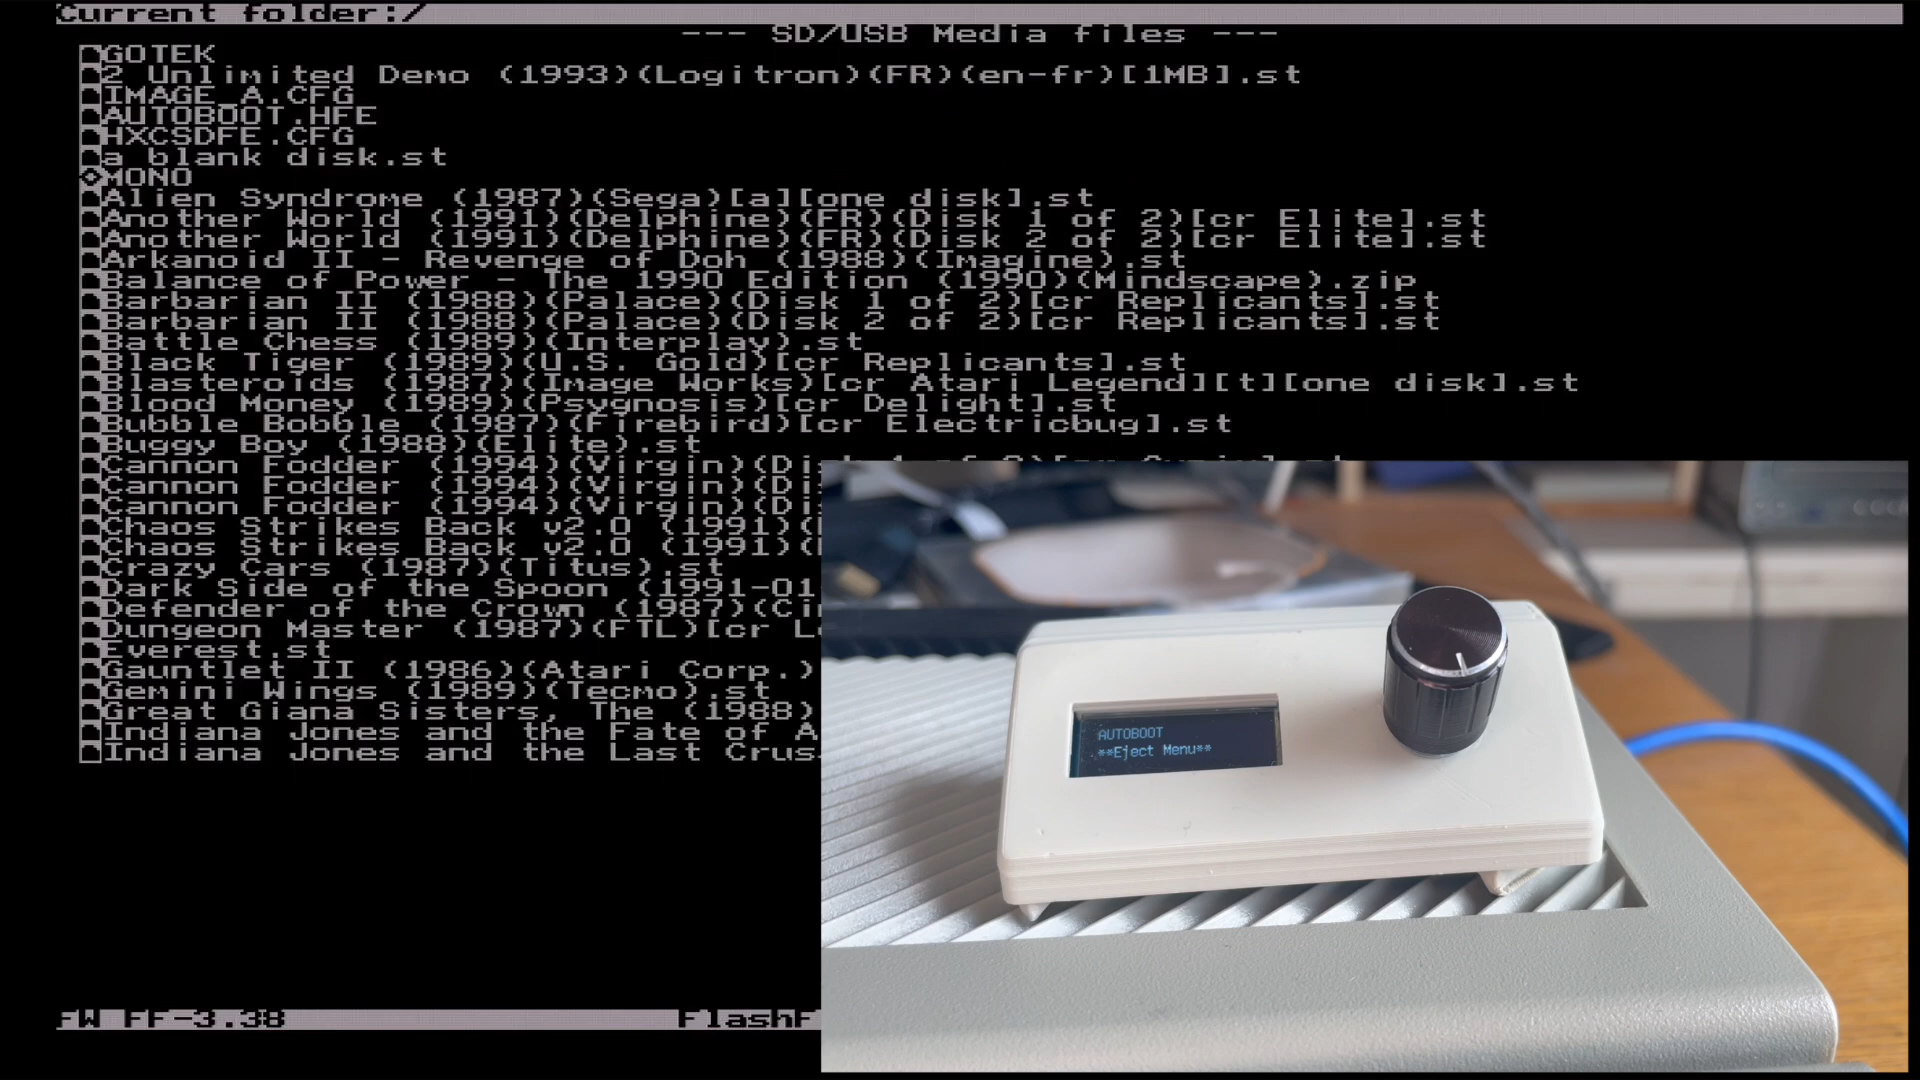 Current folder:/
--- SD/USB Media files ---
GOTEK
2 Unlimited Demo (1993)(Logitron)(FR)(en-fr)[1MB].st
IMAGE_A.CFG
AUTOBOOT.HFE
HXCSDFE.CFG
a blank disk.st
MONO
Alien Syndrome (1987)(Sega)[a][one disk].st
Another World (1991)(Delphine)(FR)(Disk 1 of 2)[cr Elite].st
Another World (1991)(Delphine)(FR)(Disk 2 of 2)[cr Elite].st
Arkanoid II - Revenge of Doh (1988)(Imagine).st
Balance of Power - The 1990 Edition (1990)(Mindscape).zip
Barbarian II (1988)(Palace)(Disk 1 of 2)[cr Replicants].st
Barbarian II (1988)(Palace)(Disk 2 of 2)[cr Replicants].st
Battle Chess (1989)(Interplay).st
Black Tiger (1989)(U.S. Gold)[cr Replicants].st
Blasteroids (1987)(Image Works)[cr Atari Legend][t][one disk].st
Blood Money (1989)(Psygnosis)[cr Delight].st
Bubble Bobble (1987)(Firebird)[cr Electricbug].st
Buggy Boy (1988)(Elite).st
Cannon Fodder (1994)(Virgin)(Di
Cannon Fodder (1994)(Virgin)(Di
Cannon Fodder (1994)(Virgin)(Di
Chaos Strikes Back v2.0 (1991)(
Chaos Strikes Back v2.0 (1991)(
Crazy Cars (1987)(Titus).st
Dark Side of the Spoon (1991-01
Defender of the Crown (1987)(Ci
Dungeon Master (1987)(FTL)[cr L
Everest.st
Gauntlet II (1986)(Atari Corp.)
Gemini Wings (1989)(Tecmo).st
Great Giana Sisters, The (1988)
Indiana Jones and the Fate of A
Indiana Jones and the Last Crus
FW FF-3.38
FlashF
AUTOBOOT
**Eject Menu**